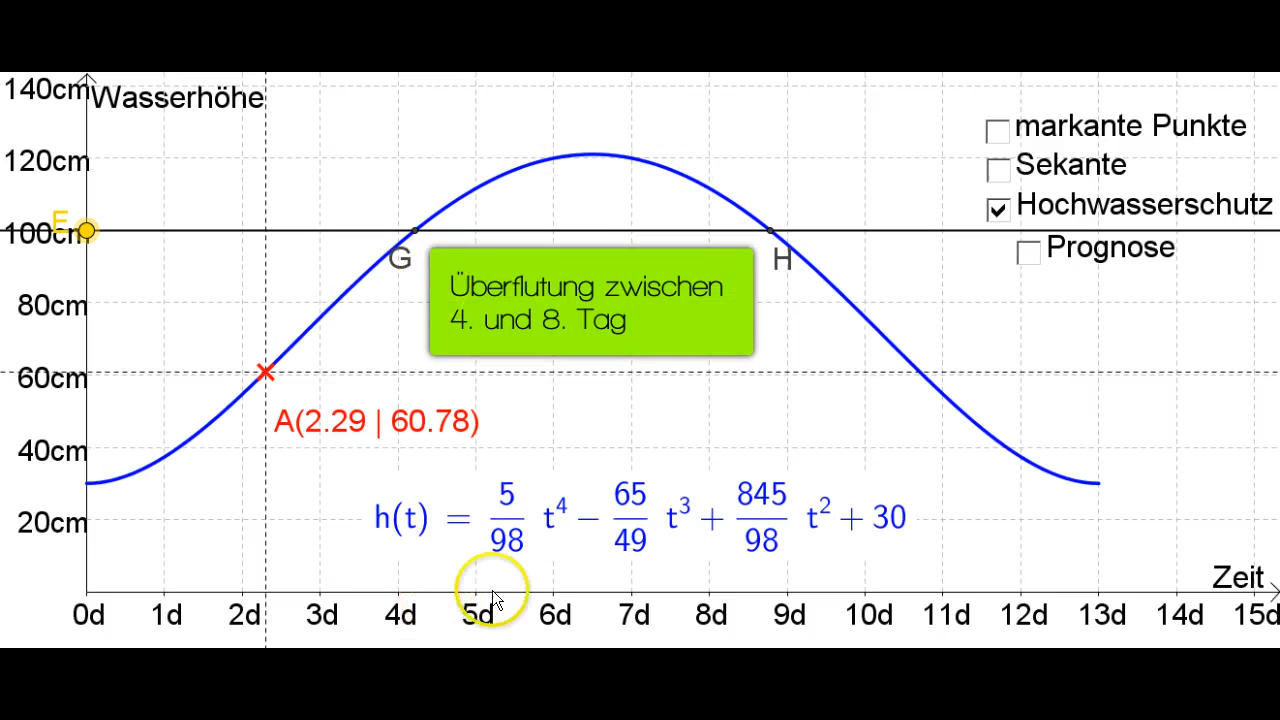 140cm
Wasserhöhe
120cm
E
100cm
80cm
60cm
40cm
20cm
markante Punkte
Sekante
Hochwasserschutz
Prognose
G
H
Überflutung zwischen
4. und 8. Tag
A(2.29 | 60.78)
h(t) = 5/98 t⁴ − 65/49 t³ + 845/98 t² + 30
Zeit
0d 1d 2d 3d 4d 5d 6d 7d 8d 9d 10d 11d 12d 13d 14d 15d